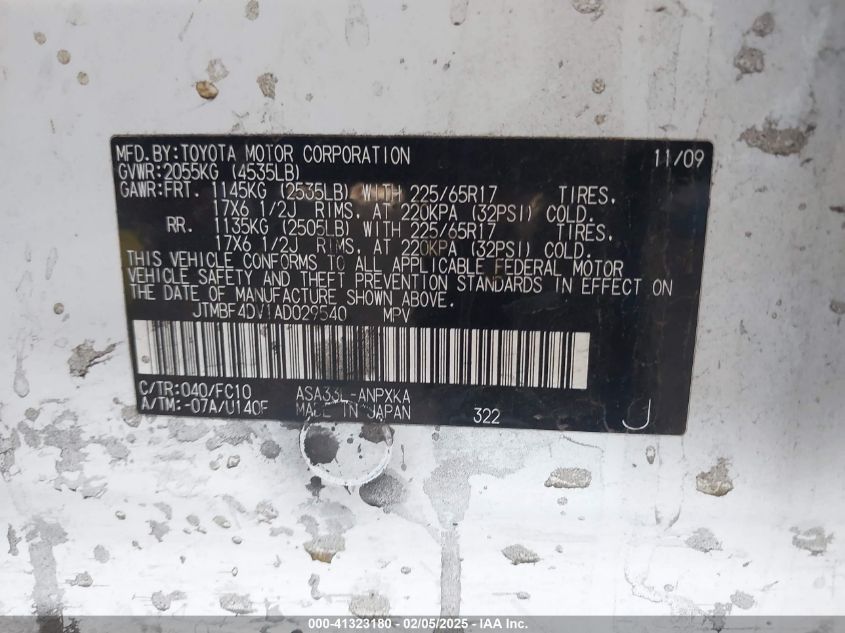 MFD.BY:TOYOTA MOTOR CORPORATION 11/09
GVWR:2055KG (4535LB)
GAWR:FRT. 1145KG (2535LB) WITH 225/65R17 TIRES.
17X6 1/2J RIMS, AT 220KPA (32PSI) COLD.
RR. 1135KG (2505LB) WITH 225/65R17 TIRES.
17X6 1/2J RIMS, AT 220KPA (32PSI) COLD.
THIS VEHICLE CONFORMS TO ALL APPLICABLE FEDERAL MOTOR
VEHICLE SAFETY AND THEFT PREVENTION STANDARDS IN EFFECT ON
THE DATE OF MANUFACTURE SHOWN ABOVE.
JTMBF4DV1AD029540 MPV
C/TR:040/FC10 ASA33L-ANPXKA
A/TM:-07A/U140F MADE IN JAPAN 322 J
000-41323180 - 02/05/2025 - IAA Inc.